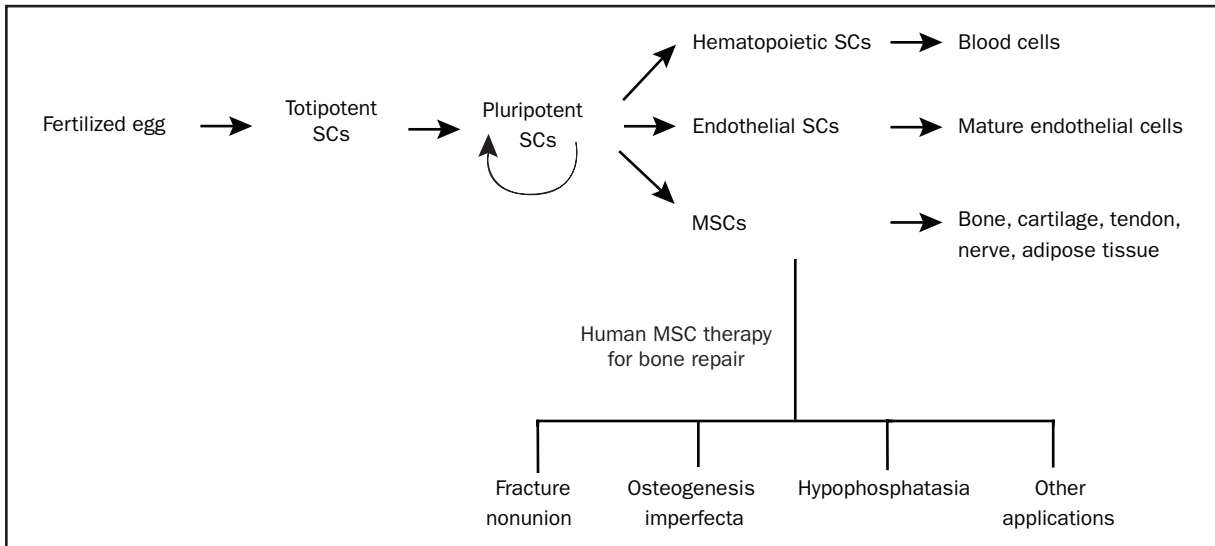 Hematopoietic SCs
Blood cells
Fertilized egg
Totipotent
SCs
Pluripotent
SCs
Endothelial SCs
Mature endothelial cells
MSCs
Bone, cartilage, tendon,
nerve, adipose tissue
Human MSC therapy
for bone repair
Fracture
nonunion
Osteogenesis
imperfecta
Hypophosphatasia
Other
applications